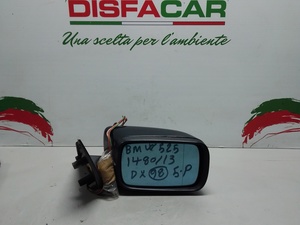 DISFACAR
Una scelta per l'ambiente
BMW 525
1480/13
DX 98 5-P